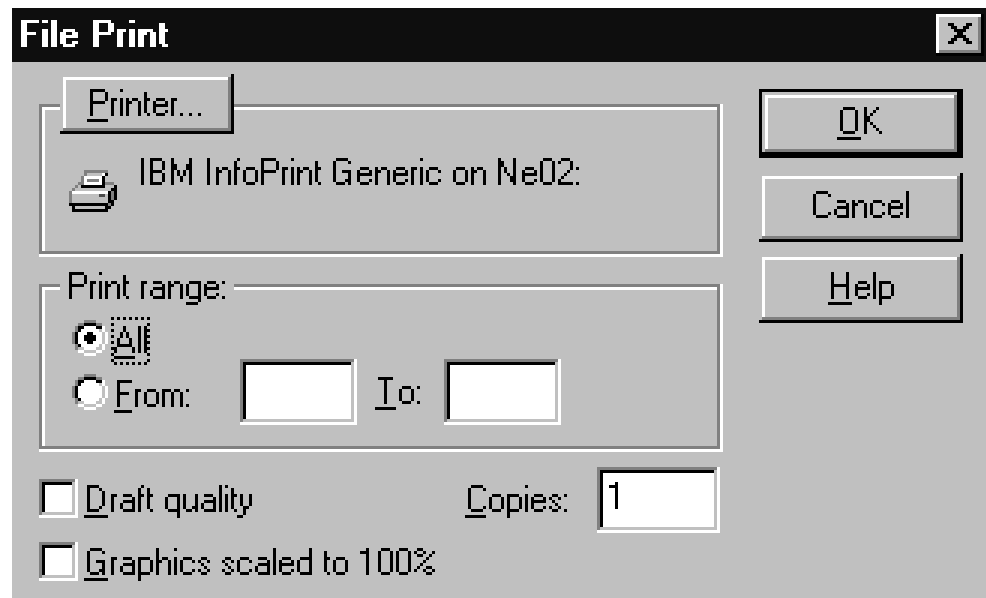 File Print
Printer...
IBM InfoPrint Generic on Ne02:
OK
Cancel
Help
Print range:
All
From: To:
Draft quality Copies: 1
Graphics scaled to 100%